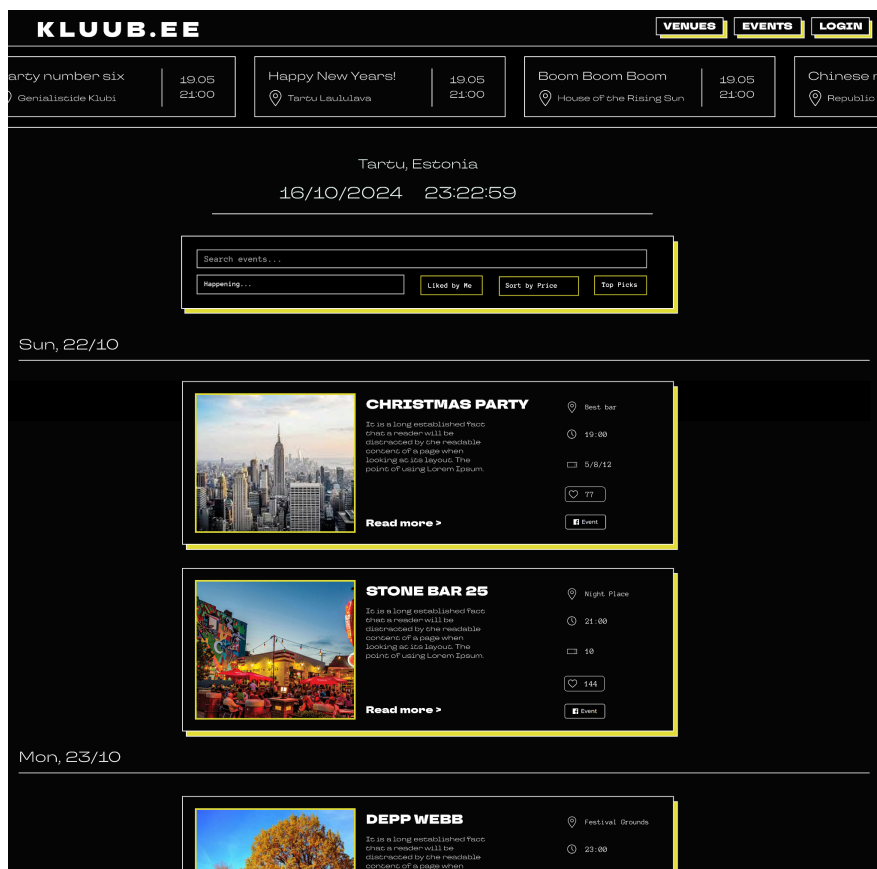 KLUUB.EE
VENUES EVENTS LOGIN
arty number six 19.05
Genialistide Klubi 21:00
Happy New Years! 19.05
Tartu Laululava 21:00
Boom Boom Boom 19.05
House of the Rising Sun 21:00
Chinese
Republic
Tartu, Estonia
16/10/2024 23:22:59
Search events...
Happening... Liked by Me Sort by Price Top Picks
Sun, 22/10
CHRISTMAS PARTY
It is a long established fact
that a reader will be
distracted by the readable
content of a page when
looking at its layout. The
point of using Lorem Ipsum.
Read more >
Best bar
19:00
5/8/12
77
Event
STONE BAR 25
It is a long established fact
that a reader will be
distracted by the readable
content of a page when
looking at its layout. The
point of using Lorem Ipsum.
Read more >
Night Place
21:00
10
144
Event
Mon, 23/10
DEPP WEBB
It is a long established fact
that a reader will be
distracted by the readable
content of a page when
Festival Grounds
23:00